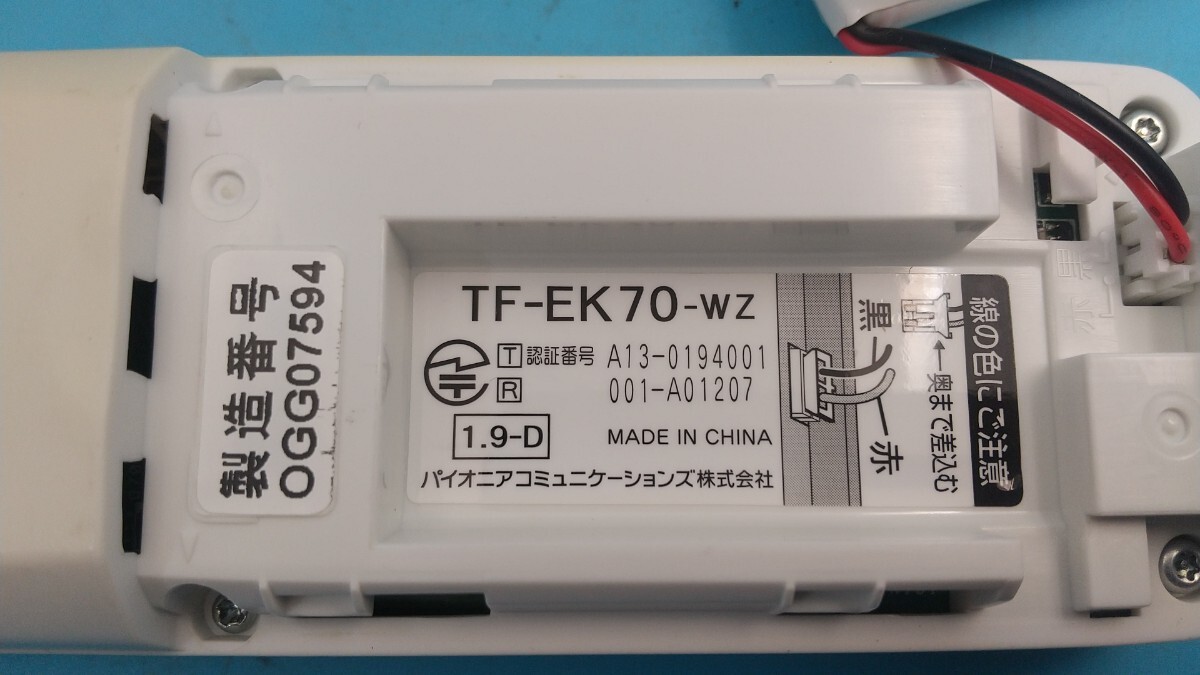 製造番号
OGG07594
TF-EK70-WZ
T 認証番号 A13-0194001
R 001-A01207
1.9-D
MADE IN CHINA
パイオニアコミュニケーションズ株式会社
黒
赤
←奥まで差込む
線の色にご注意
黒
赤